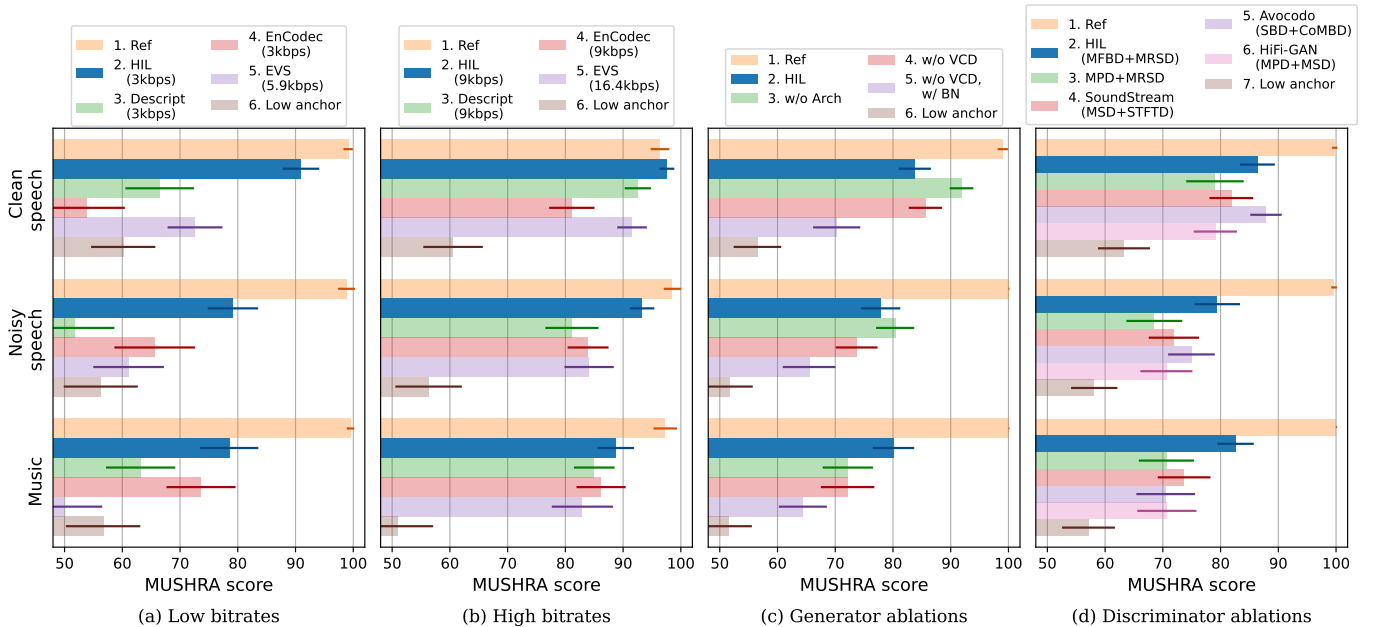 1. Ref
2. HIL
(3kbps)
3. Descript
(3kbps)
4. EnCodec
(3kbps)
5. EVS
(5.9kbps)
6. Low anchor
1. Ref
2. HIL
(9kbps)
3. Descript
(9kbps)
4. EnCodec
(9kbps)
5. EVS
(16.4kbps)
6. Low anchor
1. Ref
2. HIL
3. w/o Arch
4. w/o VCD
5. w/o VCD,
w/ BN
6. Low anchor
1. Ref
2. HIL
(MFBD+MRSD)
3. MPD+MRSD
4. SoundStream
(MSD+STFTD)
5. Avocodo
(SBD+CoMBD)
6. HiFi-GAN
(MPD+MSD)
7. Low anchor
Clean
speech
Noisy
speech
Music
50 60 70 80 90 100
MUSHRA score
(a) Low bitrates
50 60 70 80 90 100
MUSHRA score
(b) High bitrates
50 60 70 80 90 100
MUSHRA score
(c) Generator ablations
50 60 70 80 90 100
MUSHRA score
(d) Discriminator ablations